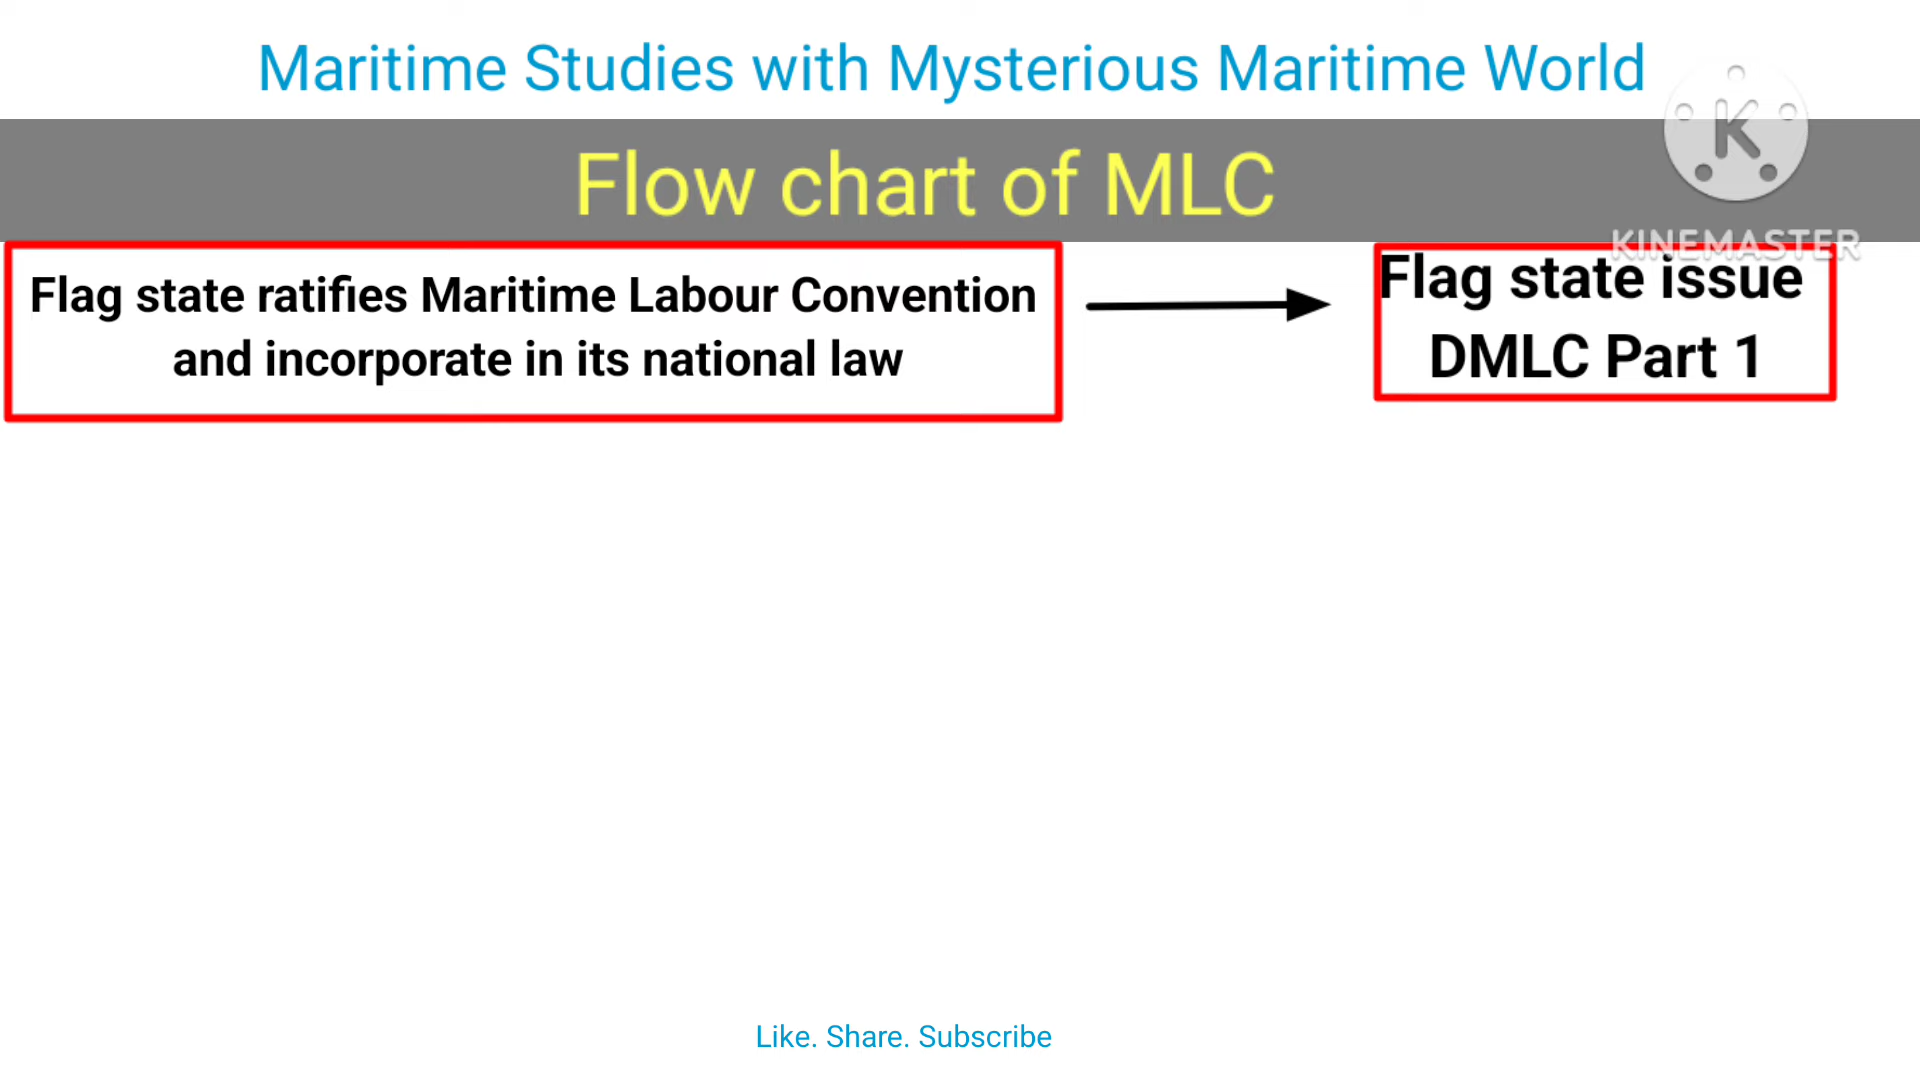 Maritime Studies with Mysterious Maritime World
Flow chart of MLC
K
KINEMASTER
Flag state ratifies Maritime Labour Convention
and incorporate in its national law
Flag state issue
DMLC Part 1
Like. Share. Subscribe